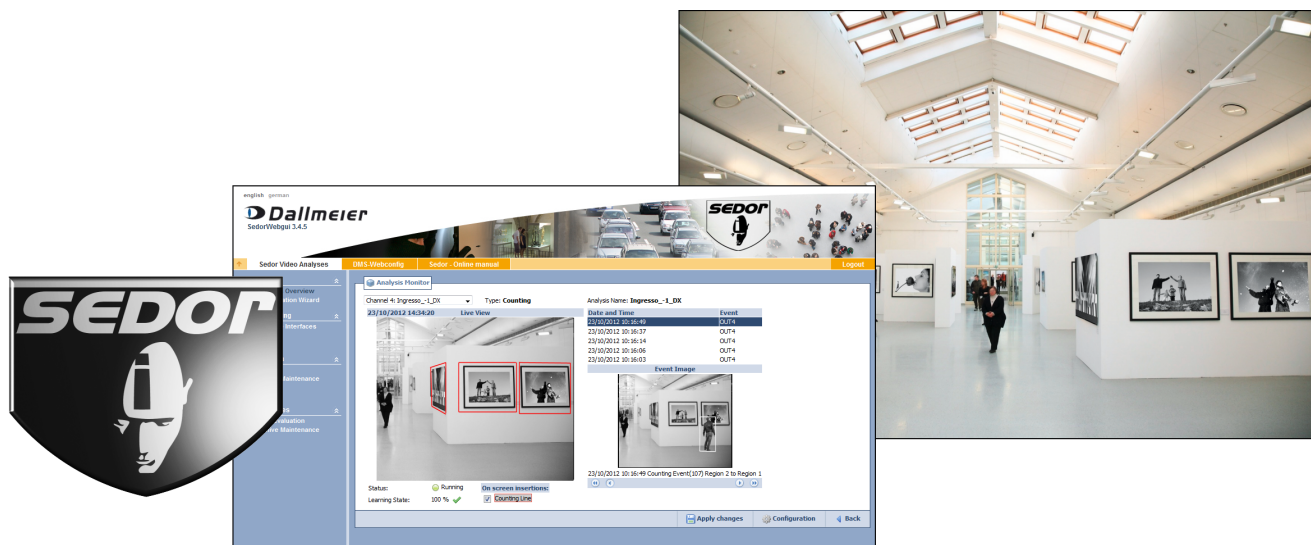 english german
Dallmeier
SedorWebgui 3.4.5
SEDOR
Sedor Video Analyses DMS-Webconfig Sedor - Online manual Logout
SEDOR
Overview
Wizard
Interfaces
Maintenance
Maintenance
Analysis Monitor
Channel 4: Ingresso_-1_DX Type: Counting Analysis Name: Ingresso_-1_DX
23/10/2012 14:34:20 Live View
Date and Time Event
23/10/2012 10:16:49 OUT4
23/10/2012 10:16:37 OUT4
23/10/2012 10:16:14 OUT4
23/10/2012 10:16:06 OUT4
23/10/2012 10:16:03 OUT4
Event Image
23/10/2012 10:16:49 Counting Event(107) Region 2 to Region 1
Status: Running On screen insertions:
Learning State: 100 % Counting Line
Apply changes Configuration Back